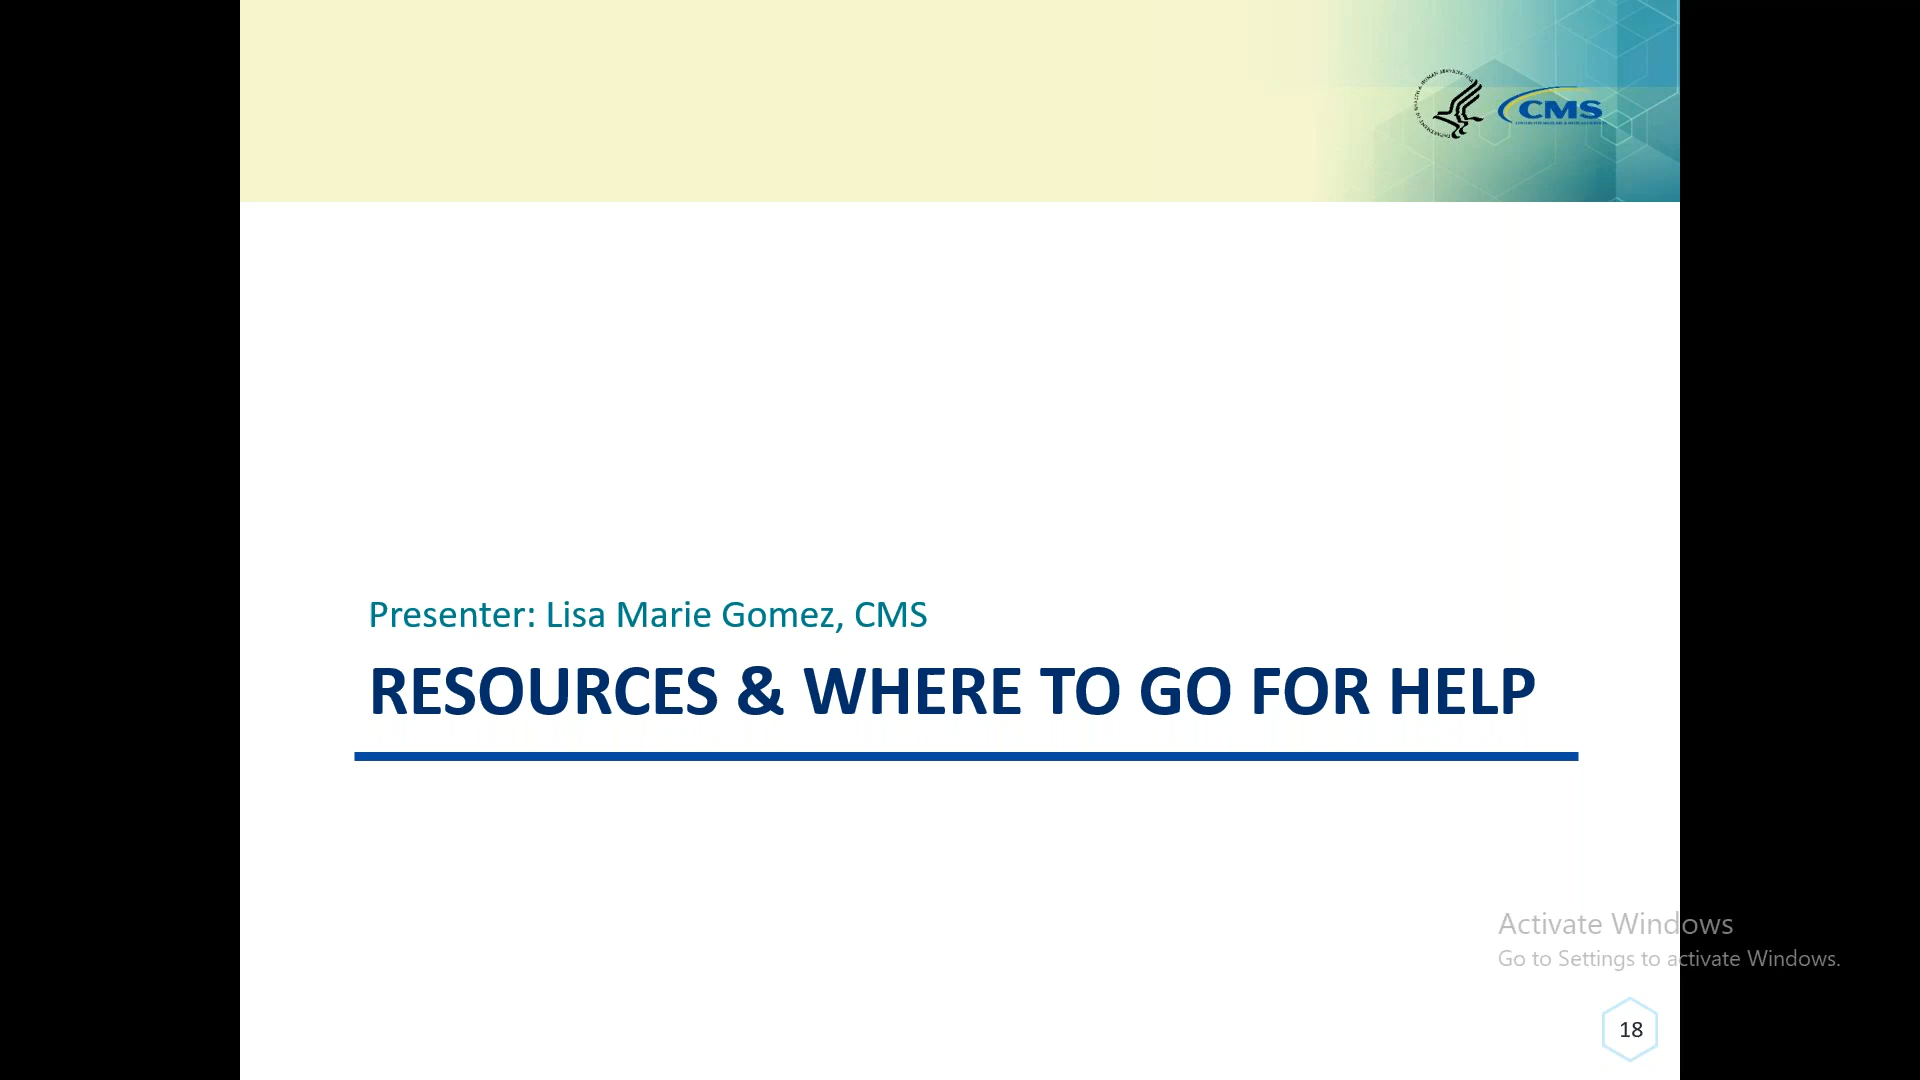 CMS
Presenter: Lisa Marie Gomez, CMS
RESOURCES & WHERE TO GO FOR HELP
Activate Windows
Go to Settings to activate Windows.
18